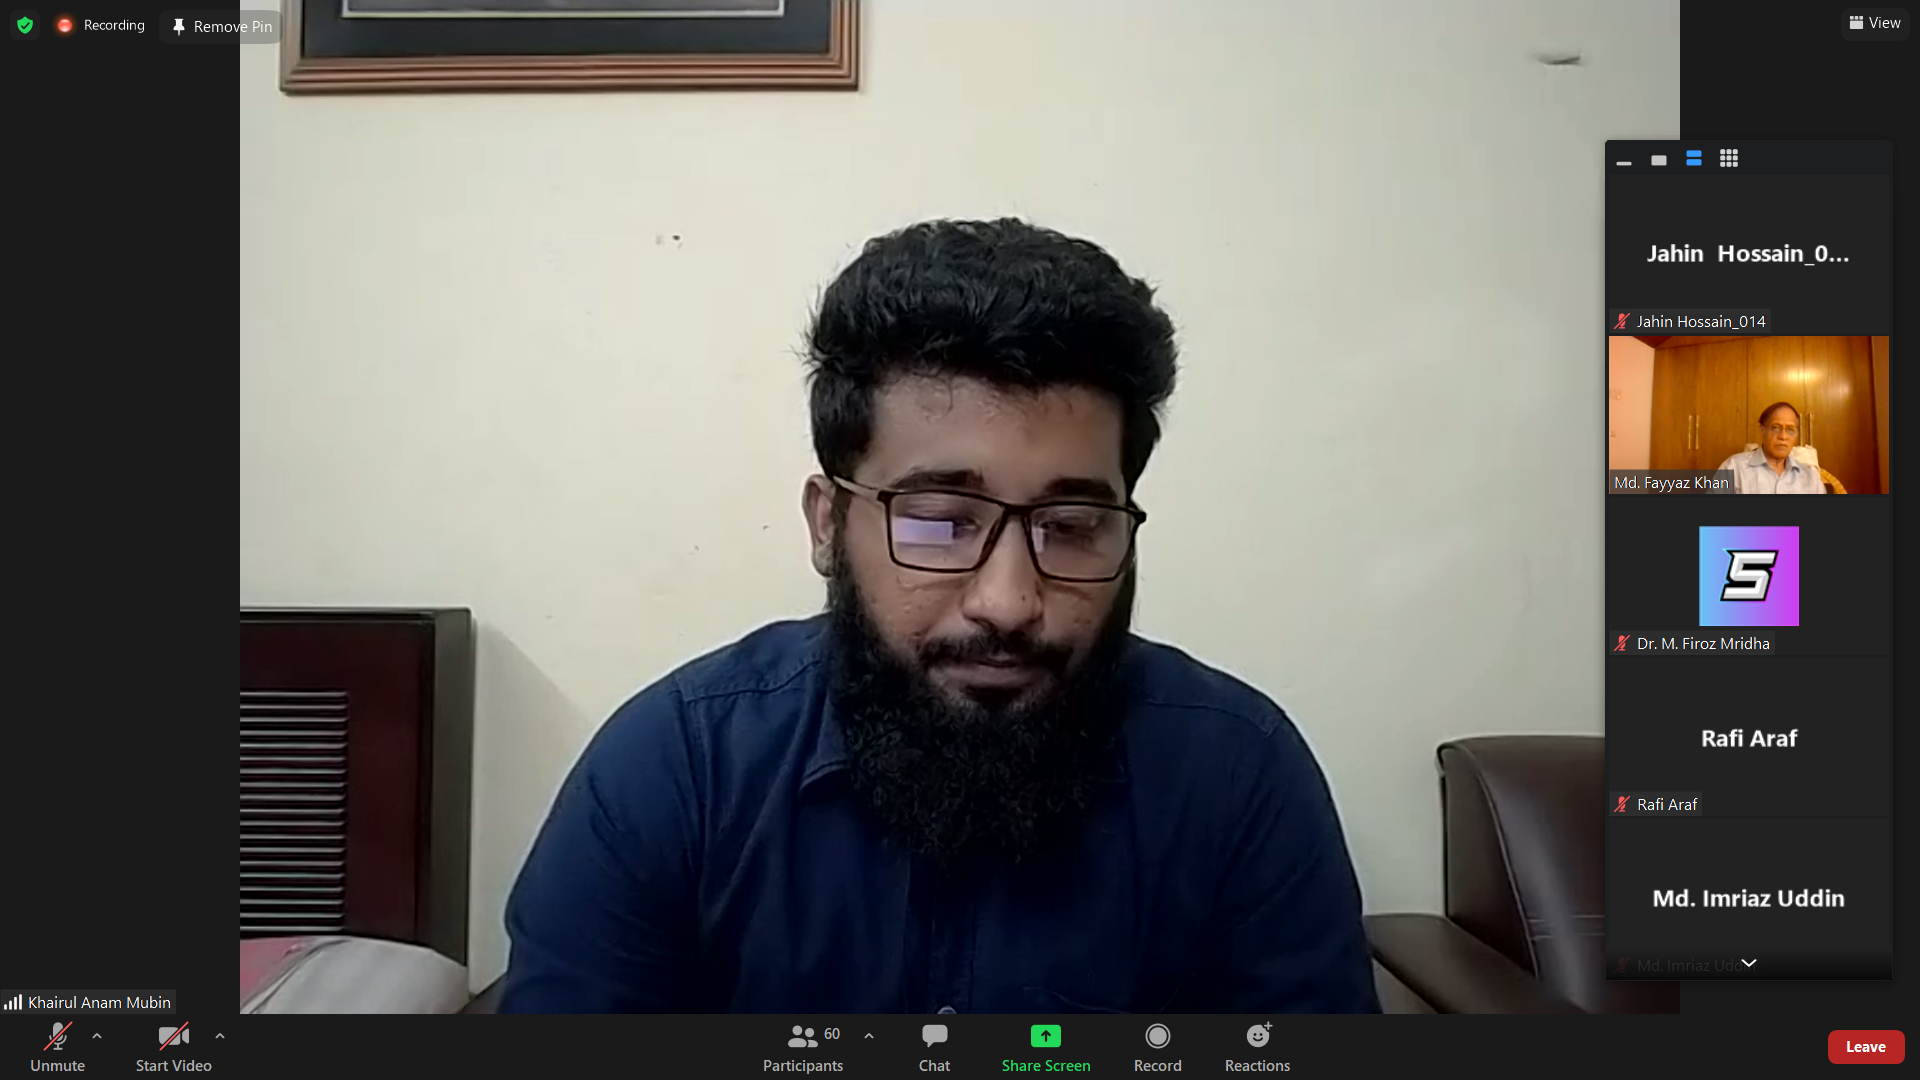 Recording
Remove Pin
View
Jahin Hossain_0...
Jahin Hossain_014
Md. Fayyaz Khan
S
Dr. M. Firoz Mridha
Rafi Araf
Rafi Araf
Md. Imriaz Uddin
Md. Imriaz Uddin
Khairul Anam Mubin
Unmute
Start Video
60
Participants
Chat
Share Screen
Record
Reactions
Leave